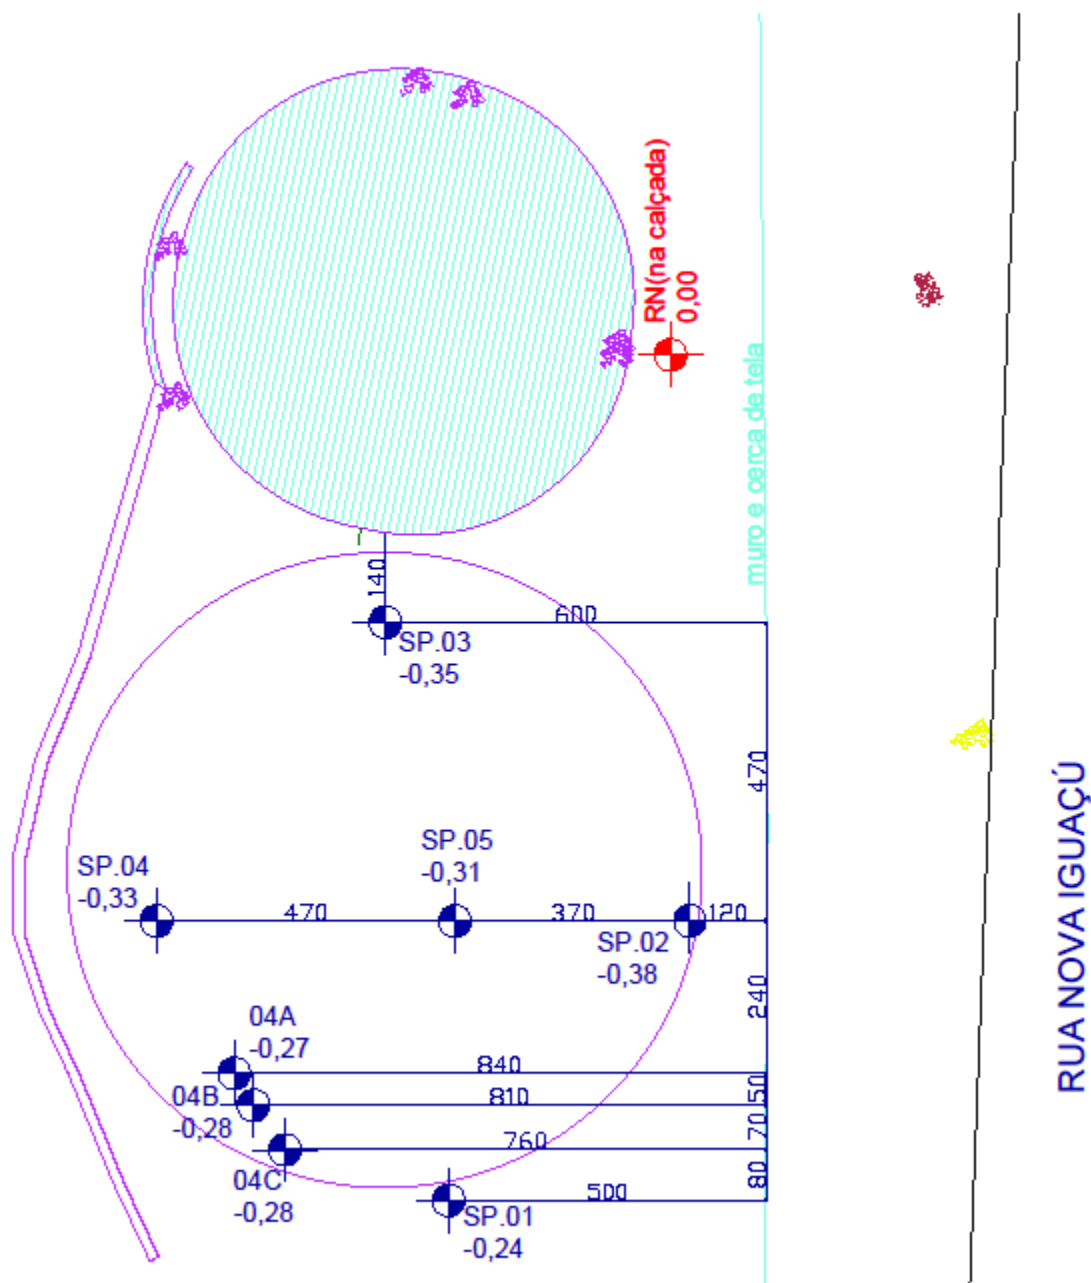 RN(na calçada)
0,00
muro e cerca de tela
140
600
SP.03
-0,35
470
RUA NOVA IGUAÇÚ
SP.05
-0,31
SP.04
-0,33
470
370
120
SP.02
-0,38
240
04A
-0,27
840
50
04B
-0,28
810
70
760
04C
-0,28
80
500
SP.01
-0,24